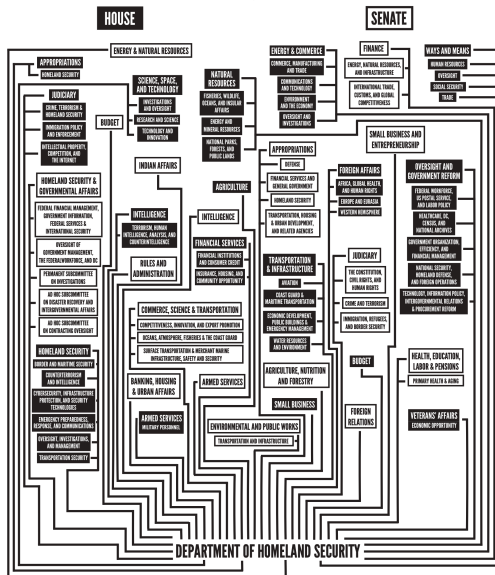 HOUSE
SENATE
ENERGY & NATURAL RESOURCES
APPROPRIATIONS
HOMELAND SECURITY
JUDICIARY
CRIME, TERRORISM &
HOMELAND SECURITY
IMMIGRATION POLICY
AND ENFORCEMENT
INTELLECTUAL PROPERTY,
COMPETITION, AND
THE INTERNET
BUDGET
HOMELAND SECURITY &
GOVERNMENTAL AFFAIRS
FEDERAL FINANCIAL MANAGEMENT,
GOVERNMENT INFORMATION,
FEDERAL SERVICES &
INTERNATIONAL SECURITY
OVERSIGHT OF
GOVERNMENT MANAGEMENT,
THE FEDERAL WORKFORCE, AND DC
PERMANENT SUBCOMMITTEE
ON INVESTIGATIONS
AD HOC SUBCOMMITTEE
ON DISASTER RECOVERY AND
INTERGOVERNMENTAL AFFAIRS
AD HOC SUBCOMMITTEE
ON CONTRACTING OVERSIGHT
HOMELAND SECURITY
BORDER AND MARITIME SECURITY
COUNTERTERRORISM
AND INTELLIGENCE
CYBERSECURITY, INFRASTRUCTURE
PROTECTION, AND SECURITY
TECHNOLOGIES
EMERGENCY PREPAREDNESS,
RESPONSE, AND COMMUNICATIONS
OVERSIGHT, INVESTIGATIONS,
AND MANAGEMENT
TRANSPORTATION SECURITY
SCIENCE, SPACE,
AND TECHNOLOGY
INVESTIGATIONS
AND OVERSIGHT
RESEARCH AND SCIENCE
TECHNOLOGY AND
INNOVATION
INDIAN AFFAIRS
INTELLIGENCE
TERRORISM, HUMAN
INTELLIGENCE, ANALYSIS, AND
COUNTERINTELLIGENCE
RULES AND
ADMINISTRATION
COMMERCE, SCIENCE & TRANSPORTATION
COMPETITIVENESS, INNOVATION, AND EXPORT PROMOTION
OCEANS, ATMOSPHERE, FISHERIES & THE COAST GUARD
SURFACE TRANSPORTATION & MERCHANT MARINE
INFRASTRUCTURE, SAFETY AND SECURITY
BANKING, HOUSING
& URBAN AFFAIRS
ARMED SERVICES
MILITARY PERSONNEL
NATURAL
RESOURCES
FISHERIES, WILDLIFE,
OCEANS, AND INSULAR
AFFAIRS
ENERGY AND
MINERAL RESOURCES
NATIONAL PARKS,
FORESTS, AND
PUBLIC LANDS
AGRICULTURE
INTELLIGENCE
FINANCIAL SERVICES
FINANCIAL INSTITUTIONS
AND CONSUMER CREDIT
INSURANCE, HOUSING, AND
COMMUNITY OPPORTUNITY
ARMED SERVICES
ENVIRONMENTAL AND PUBLIC WORKS
TRANSPORTATION AND INFRASTRUCTURE
ENERGY & COMMERCE
COMMERCE, MANUFACTURING
AND TRADE
COMMUNICATIONS
AND TECHNOLOGY
ENVIRONMENT
AND THE ECONOMY
OVERSIGHT AND
INVESTIGATIONS
APPROPRIATIONS
DEFENSE
FINANCIAL SERVICES AND
GENERAL GOVERNMENT
HOMELAND SECURITY
TRANSPORTATION, HOUSING
& URBAN DEVELOPMENT,
AND RELATED AGENCIES
TRANSPORTATION
& INFRASTRUCTURE
AVIATION
COAST GUARD &
MARITIME TRANSPORTATION
ECONOMIC DEVELOPMENT,
PUBLIC BUILDINGS &
EMERGENCY MANAGEMENT
WATER RESOURCES
AND ENVIRONMENT
AGRICULTURE, NUTRITION
AND FORESTRY
SMALL BUSINESS
FINANCE
ENERGY, NATURAL RESOURCES,
AND INFRASTRUCTURE
INTERNATIONAL TRADE,
CUSTOMS, AND GLOBAL
COMPETITIVENESS
SMALL BUSINESS AND
ENTREPRENEURSHIP
FOREIGN AFFAIRS
AFRICA, GLOBAL HEALTH,
AND HUMAN RIGHTS
EUROPE AND EURASIA
WESTERN HEMISPHERE
JUDICIARY
THE CONSTITUTION,
CIVIL RIGHTS, AND
HUMAN RIGHTS
CRIME AND TERRORISM
IMMIGRATION, REFUGEES,
AND BORDER SECURITY
BUDGET
FOREIGN
RELATIONS
WAYS AND MEANS
HUMAN RESOURCES
OVERSIGHT
SOCIAL SECURITY
TRADE
OVERSIGHT AND
GOVERNMENT REFORM
FEDERAL WORKFORCE,
US POSTAL SERVICE,
AND LABOR POLICY
HEALTHCARE, DC,
CENSUS, AND
NATIONAL ARCHIVES
GOVERNMENT ORGANIZATION,
EFFICIENCY, AND
FINANCIAL MANAGEMENT
NATIONAL SECURITY,
HOMELAND DEFENSE,
AND FOREIGN OPERATIONS
TECHNOLOGY, INFORMATION POLICY,
INTERGOVERNMENTAL RELATIONS
& PROCUREMENT REFORM
HEALTH, EDUCATION,
LABOR & PENSIONS
PRIMARY HEALTH & AGING
VETERANS' AFFAIRS
ECONOMIC OPPORTUNITY
DEPARTMENT OF HOMELAND SECURITY